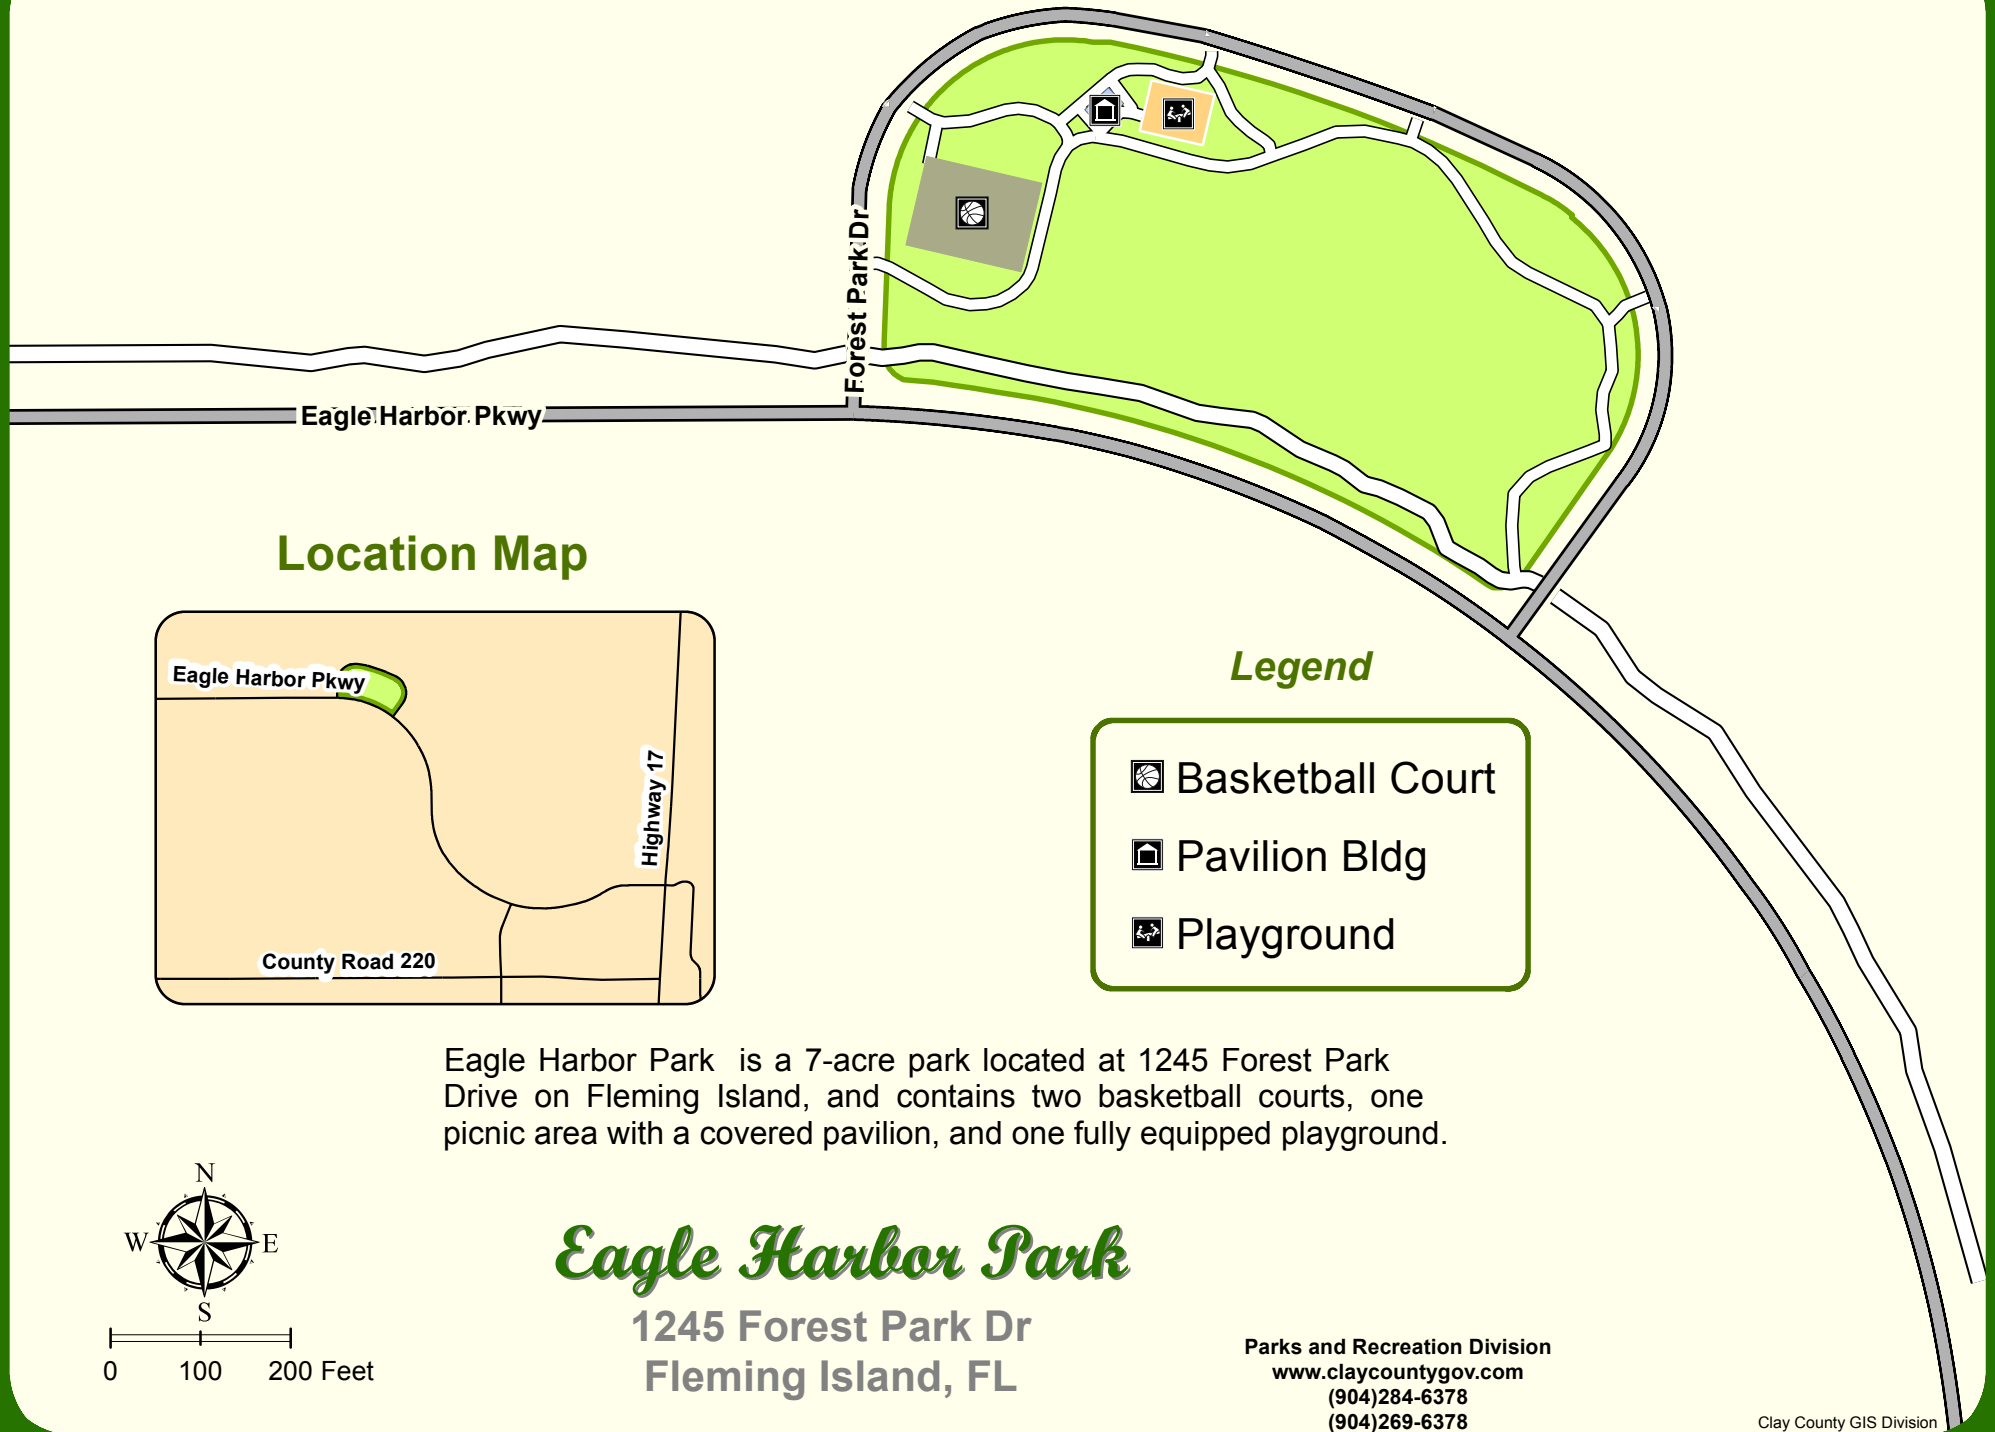 Forest Park Dr
Eagle Harbor Pkwy
Location Map
Eagle Harbor Pkwy
Highway 17
County Road 220
Legend
Basketball Court
Pavilion Bldg
Playground
Eagle Harbor Park is a 7-acre park located at 1245 Forest Park
Drive on Fleming Island, and contains two basketball courts, one
picnic area with a covered pavilion, and one fully equipped playground.
N
W E
S
0 100 200 Feet
Eagle Harbor Park
1245 Forest Park Dr
Fleming Island, FL
Parks and Recreation Division
www.claycountygov.com
(904)284-6378
(904)269-6378
Clay County GIS Division